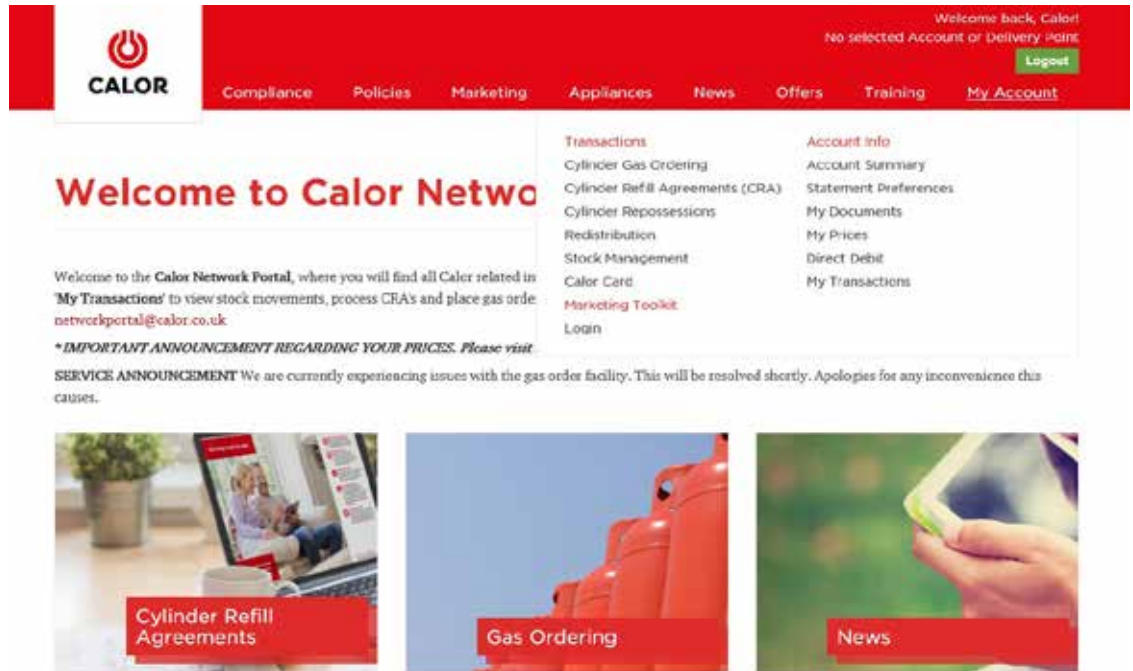 Welcome back, Calor!
No selected Account or Delivery Point
Logout
CALOR
Compliance Policies Marketing Appliances News Offers Training My Account
Transactions
Cylinder Gas Ordering
Cylinder Refill Agreements (CRA)
Cylinder Repossessions
Redistribution
Stock Management
Calor Card
Marketing Toolkit
Login
Account Info
Account Summary
Statement Preferences
My Documents
My Prices
Direct Debit
My Transactions
Welcome to Calor Netwo
Welcome to the Calor Network Portal, where you will find all Calor related in
'My Transactions' to view stock movements, process CRA's and place gas orde
networkportal@calor.co.uk
*IMPORTANT ANNOUNCEMENT REGARDING YOUR PRICES. Please visit
SERVICE ANNOUNCEMENT We are currently experiencing issues with the gas order facility. This will be resolved shortly. Apologies for any inconvenience this
causes.
Cylinder Refill
Agreements
Gas Ordering
News